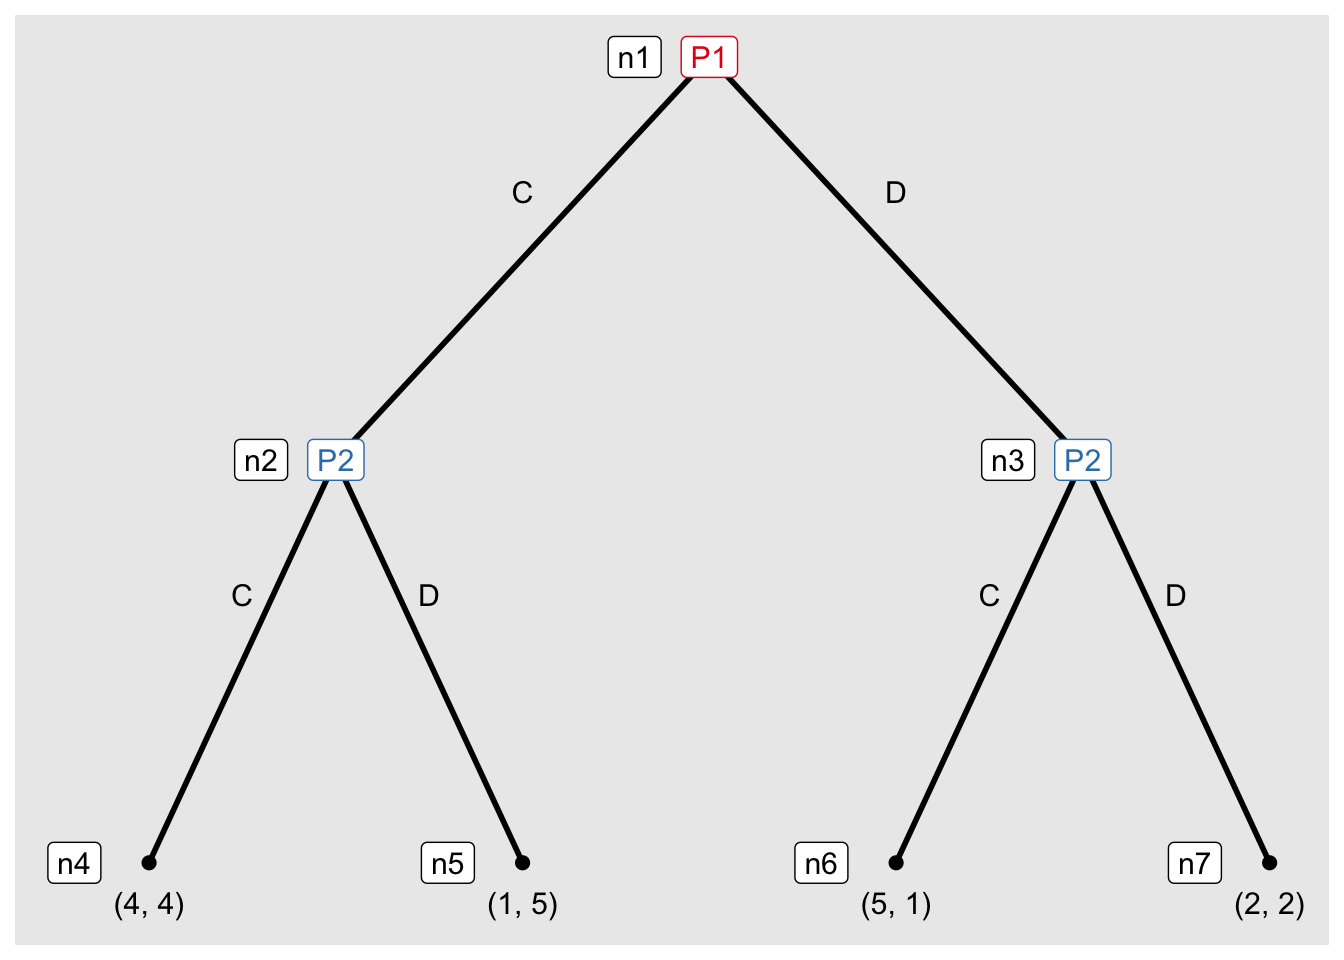 n1 P1
C D
n2 P2 n3 P2
C D C D
n4 n5 n6 n7
(4, 4) (1, 5) (5, 1) (2, 2)